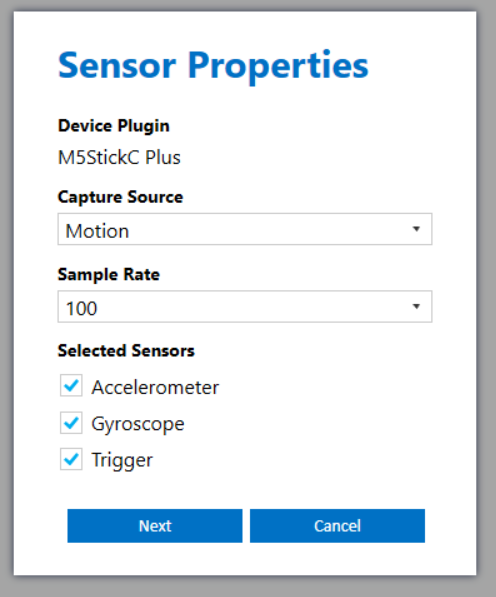 Sensor Properties
Device Plugin
M5StickC Plus
Capture Source
Motion
Sample Rate
100
Selected Sensors
Accelerometer
Gyroscope
Trigger
Next Cancel